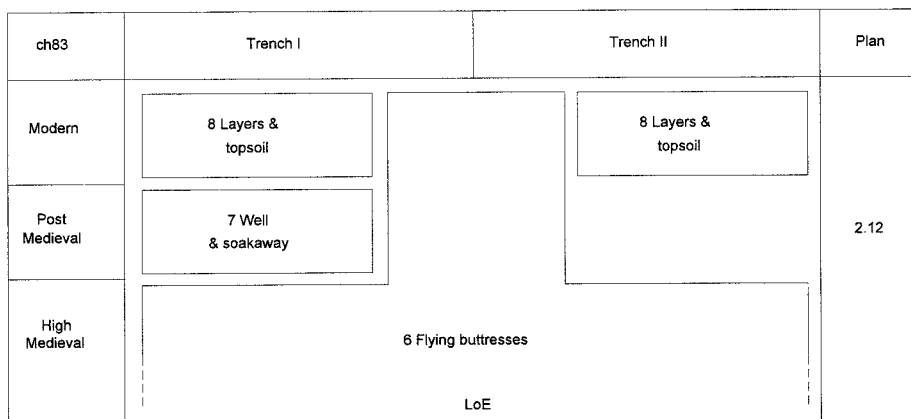 ch83
Trench I
Trench II
Plan
Modern
8 Layers &
topsoil
8 Layers &
topsoil
Post
Medieval
7 Well
& soakaway
2.12
High
Medieval
6 Flying buttresses
LoE